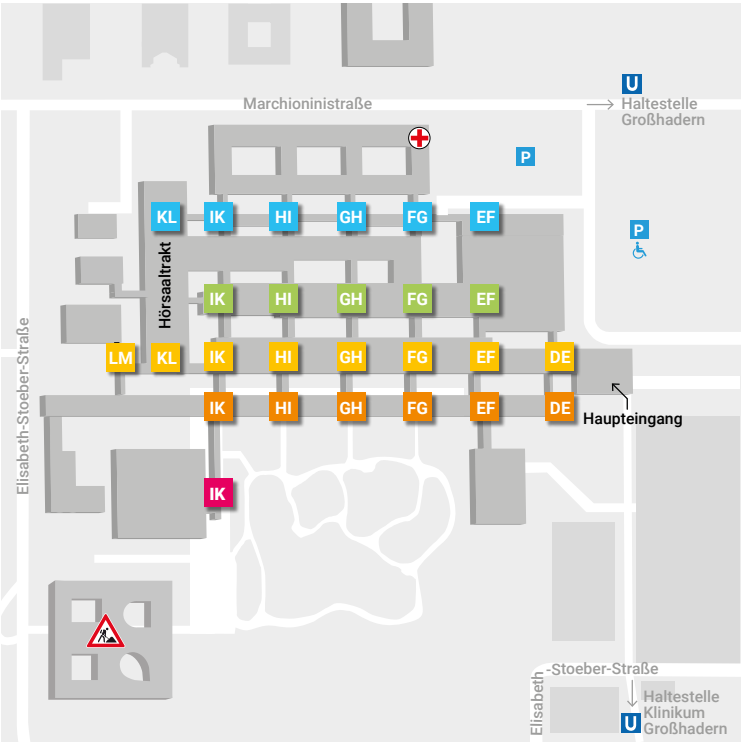 Marchioninistraße
U
Haltestelle
Großhadern
P
KL IK HI GH FG EF
P
Hörsaaltrakt
IK HI GH FG EF
LM KL IK HI GH FG EF DE
IK HI GH FG EF DE
Haupteingang
Elisabeth-Stoeber-Straße
IK
Elisabeth-Stoeber-Straße
U
Haltestelle
Klinikum
Großhadern